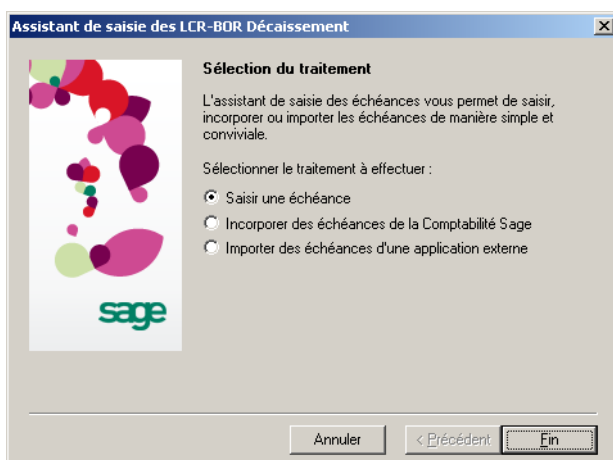 Assistant de saisie des LCR-BOR Décaissement
Sélection du traitement
L'assistant de saisie des échéances vous permet de saisir,
incorporer ou importer les échéances de manière simple et
conviviale.
Sélectionner le traitement à effectuer :
Saisir une échéance
Incorporer des échéances de la Comptabilité Sage
Importer des échéances d'une application externe
sage
Annuler
< Précédent
Fin